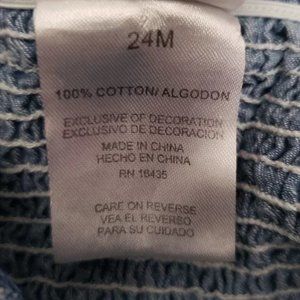 24M
100% COTTON/ALGODON
EXCLUSIVE OF DECORATION
EXCLUSIVO DE DECORACION
MADE IN CHINA
HECHO EN CHINA
RN 16435
CARE ON REVERSE
VEA EL REVERSO
PARA SU CUIDADO